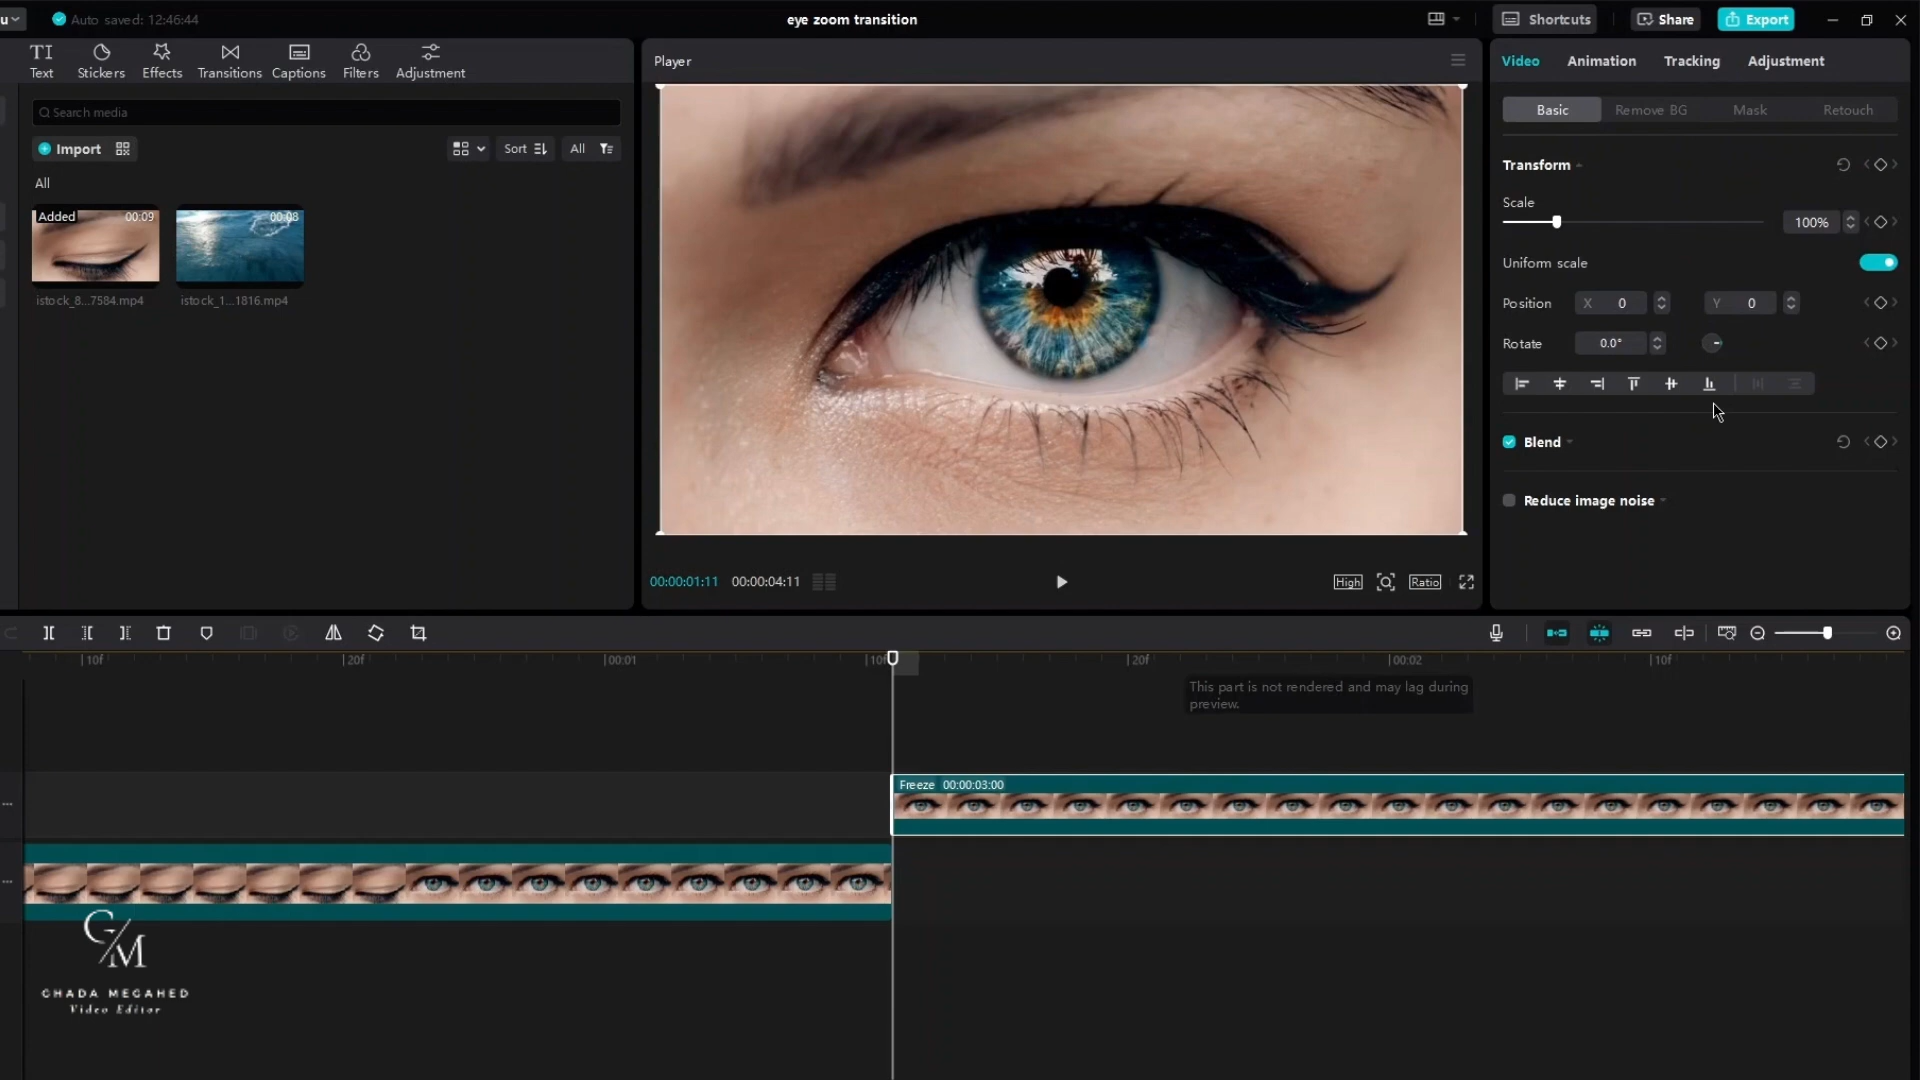 u
Auto saved: 12:46:44
eye zoom transition
Shortcuts
Share
Export
TI
Text
Stickers
Effects
Transitions
Captions
Filters
Adjustment
Search media
Import
Sort
All
All
Added 00:09
00:08
istock_8...7584.mp4
istock_1...1816.mp4
Player
00:00:01:11 00:00:04:11
High
Ratio
Video
Animation
Tracking
Adjustment
Basic
Remove BG
Mask
Retouch
Transform
Scale
100%
Uniform scale
Position X 0 Y 0
Rotate 0.0°
Blend
Reduce image noise
10f 20f 00:01 10f 20f 00:02 10f
This part is not rendered and may lag during
preview.
Freeze 00:00:03:00
G/M
GHADA MEGAHED
Video Editor